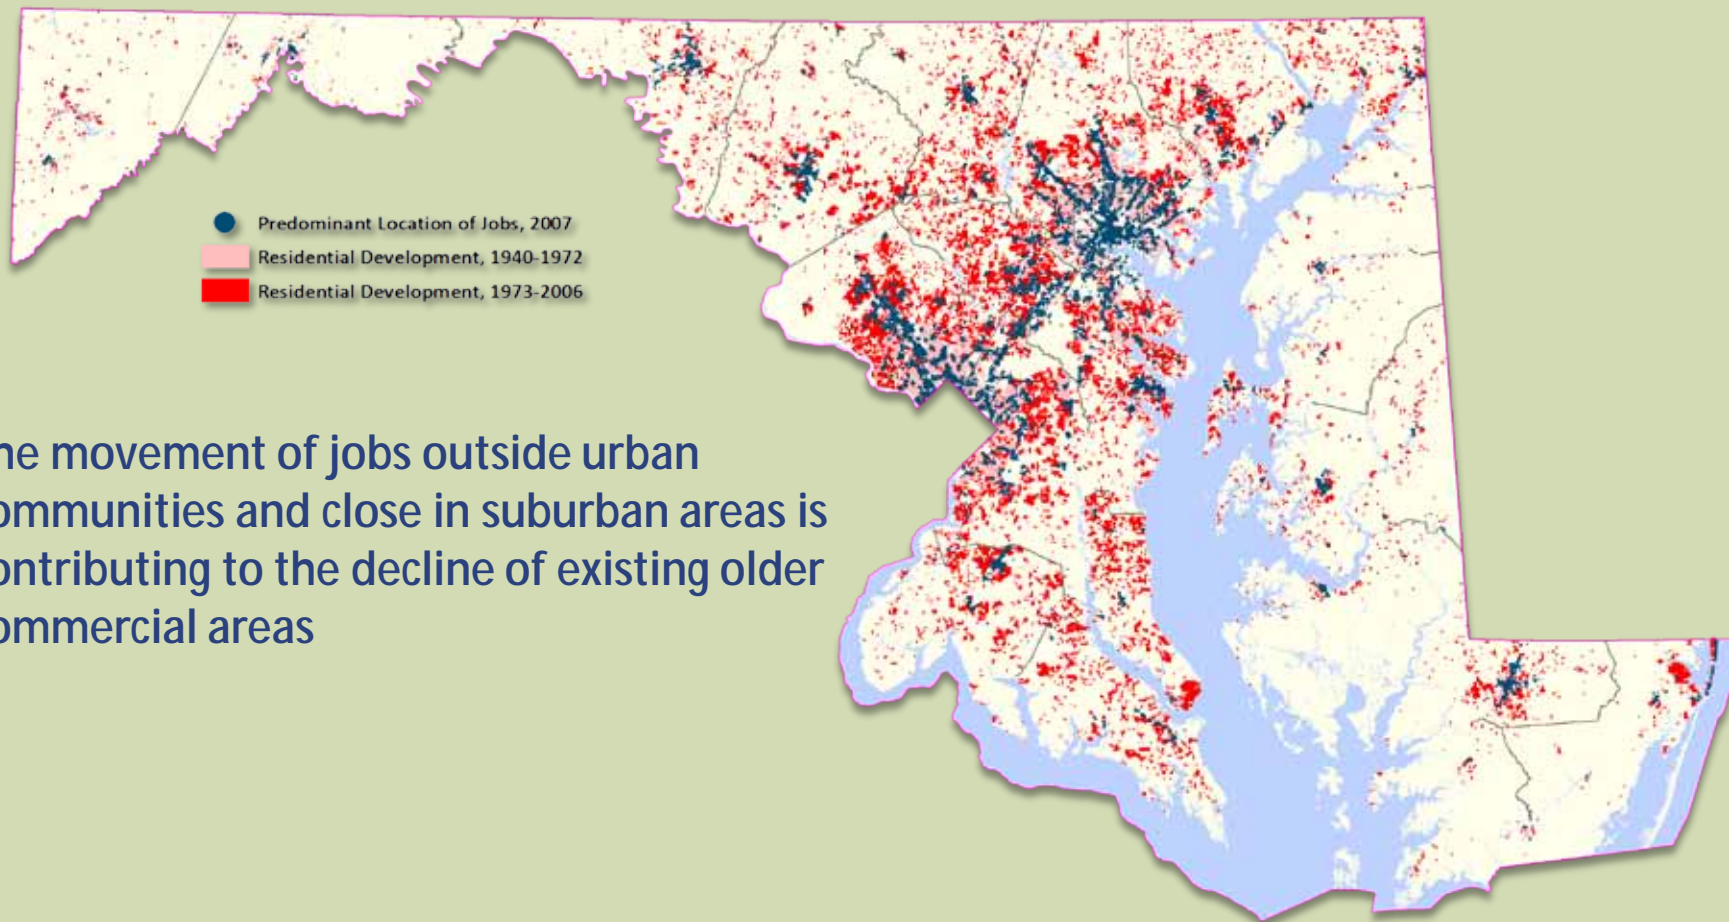 Predominant Location of Jobs, 2007
Residential Development, 1940-1972
Residential Development, 1973-2006
he movement of jobs outside urban
ommunities and close in suburban areas is
ontributing to the decline of existing older
ommercial areas